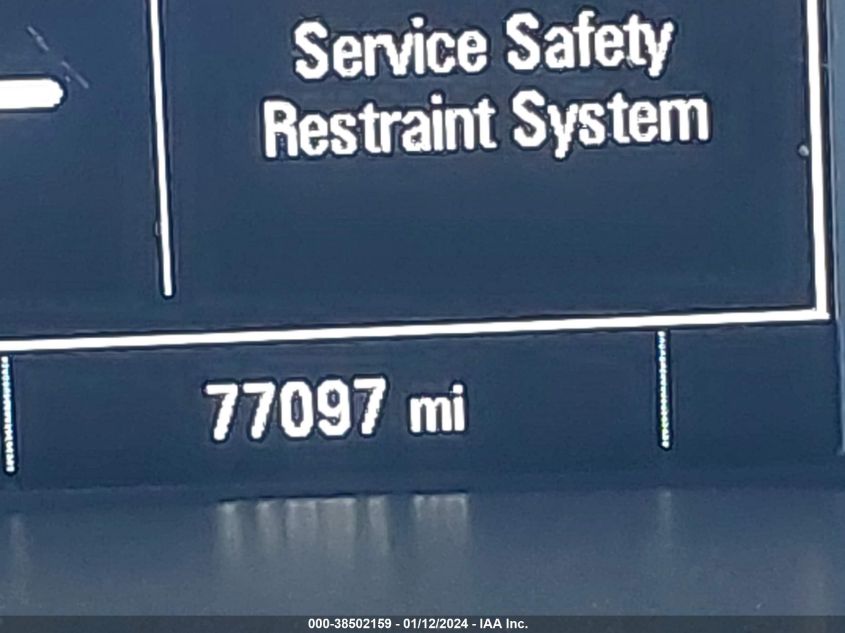 Service Safety
Restraint System
77097 mi
000-38502159 - 01/12/2024 - IAA Inc.